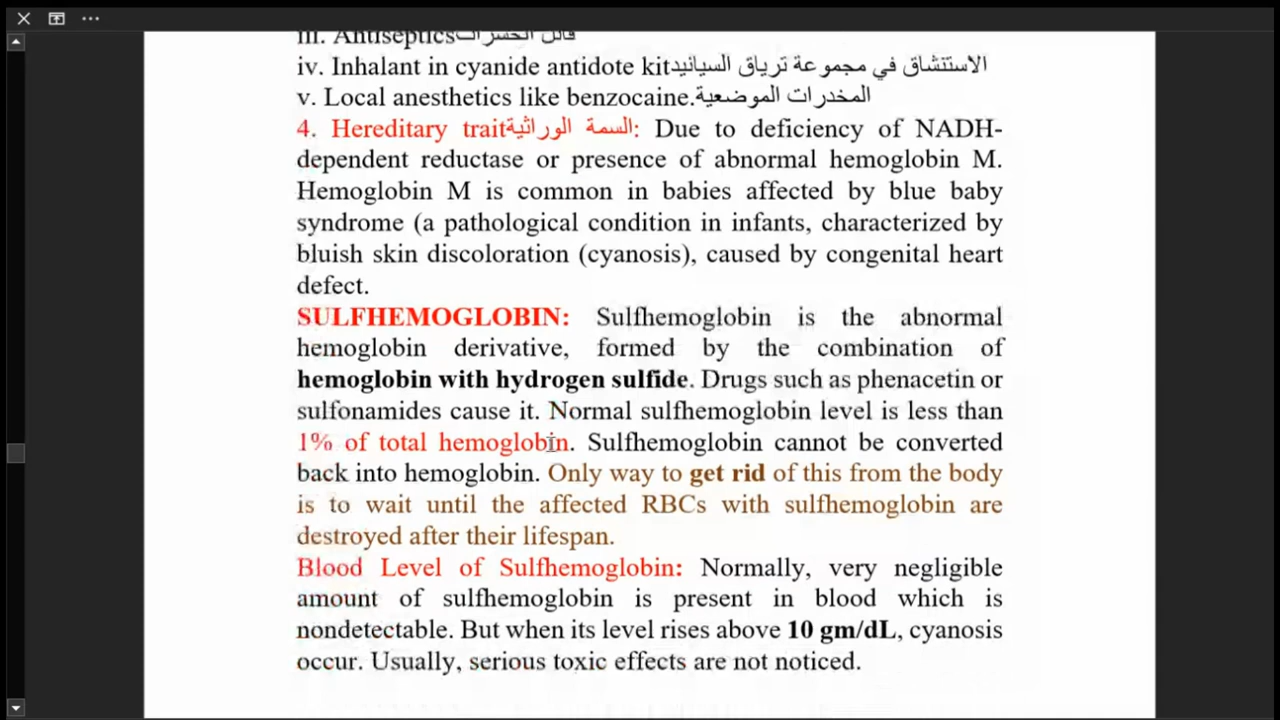 iii. Antisepticsقاتل الحشرات
iv. Inhalant in cyanide antidote kitالاستنشاق في مجموعة ترياق السيانيد
v. Local anesthetics like benzocaine.المخدرات الموضعية
4. Hereditary traitالسمة الوراثية: Due to deficiency of NADH-
dependent reductase or presence of abnormal hemoglobin M.
Hemoglobin M is common in babies affected by blue baby
syndrome (a pathological condition in infants, characterized by
bluish skin discoloration (cyanosis), caused by congenital heart
defect.
SULFHEMOGLOBIN: Sulfhemoglobin is the abnormal
hemoglobin derivative, formed by the combination of
hemoglobin with hydrogen sulfide. Drugs such as phenacetin or
sulfonamides cause it. Normal sulfhemoglobin level is less than
1% of total hemoglobin. Sulfhemoglobin cannot be converted
back into hemoglobin. Only way to get rid of this from the body
is to wait until the affected RBCs with sulfhemoglobin are
destroyed after their lifespan.
Blood Level of Sulfhemoglobin: Normally, very negligible
amount of sulfhemoglobin is present in blood which is
nondetectable. But when its level rises above 10 gm/dL, cyanosis
occur. Usually, serious toxic effects are not noticed.